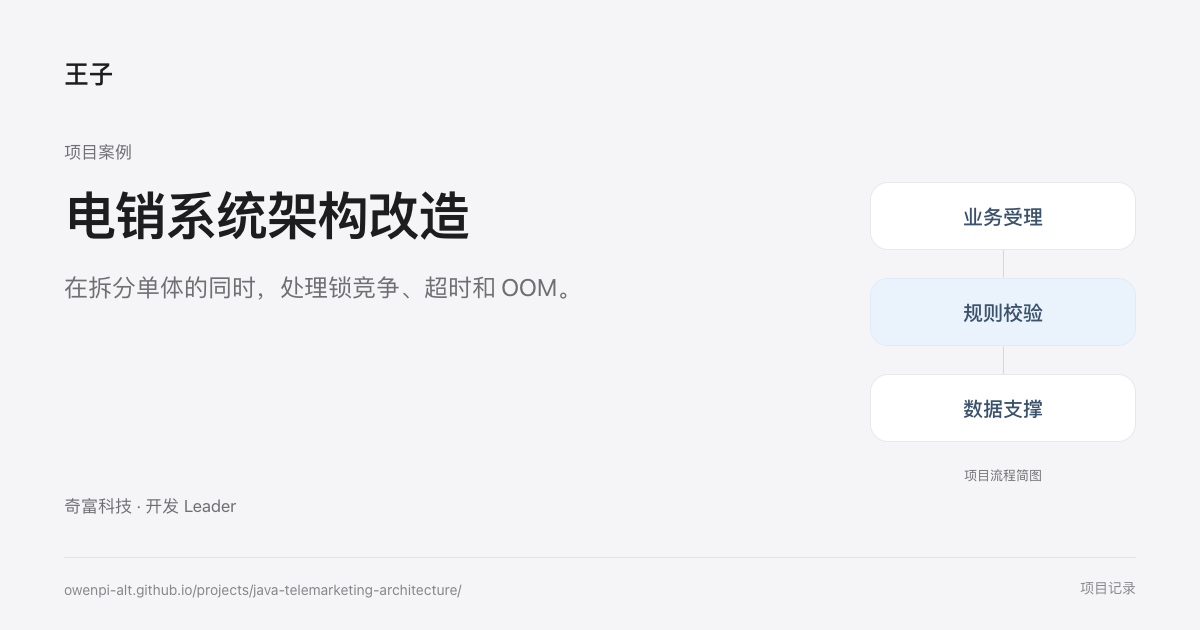 王子
项目案例
电销系统架构改造
在拆分单体的同时，处理锁竞争、超时和 OOM。
业务受理
规则校验
数据支撑
项目流程简图
奇富科技 · 开发 Leader
owenpi-alt.github.io/projects/java-telemarketing-architecture/
项目记录